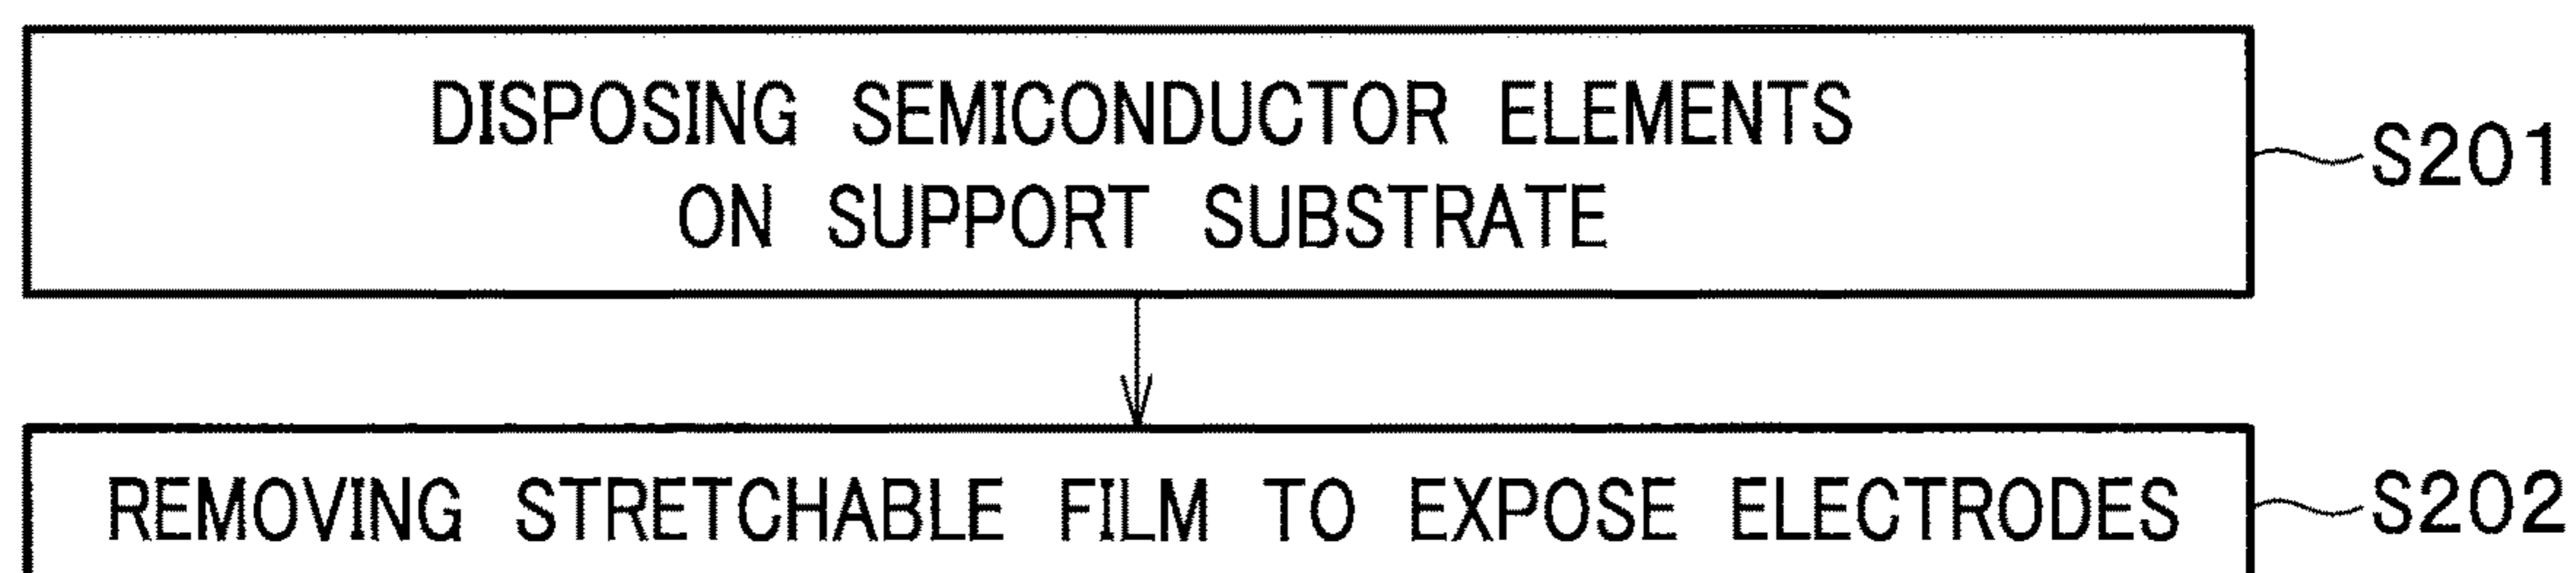 DISPOSING SEMICONDUCTOR ELEMENTS
ON SUPPORT SUBSTRATE
S201
REMOVING STRETCHABLE FILM TO EXPOSE ELECTRODES
S202